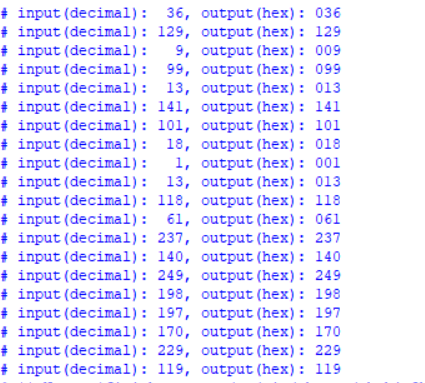 # input(decimal):  36, output(hex): 036
# input(decimal): 129, output(hex): 129
# input(decimal):   9, output(hex): 009
# input(decimal):  99, output(hex): 099
# input(decimal):  13, output(hex): 013
# input(decimal): 141, output(hex): 141
# input(decimal): 101, output(hex): 101
# input(decimal):  18, output(hex): 018
# input(decimal):   1, output(hex): 001
# input(decimal):  13, output(hex): 013
# input(decimal): 118, output(hex): 118
# input(decimal):  61, output(hex): 061
# input(decimal): 237, output(hex): 237
# input(decimal): 140, output(hex): 140
# input(decimal): 249, output(hex): 249
# input(decimal): 198, output(hex): 198
# input(decimal): 197, output(hex): 197
# input(decimal): 170, output(hex): 170
# input(decimal): 229, output(hex): 229
# input(decimal): 119, output(hex): 119